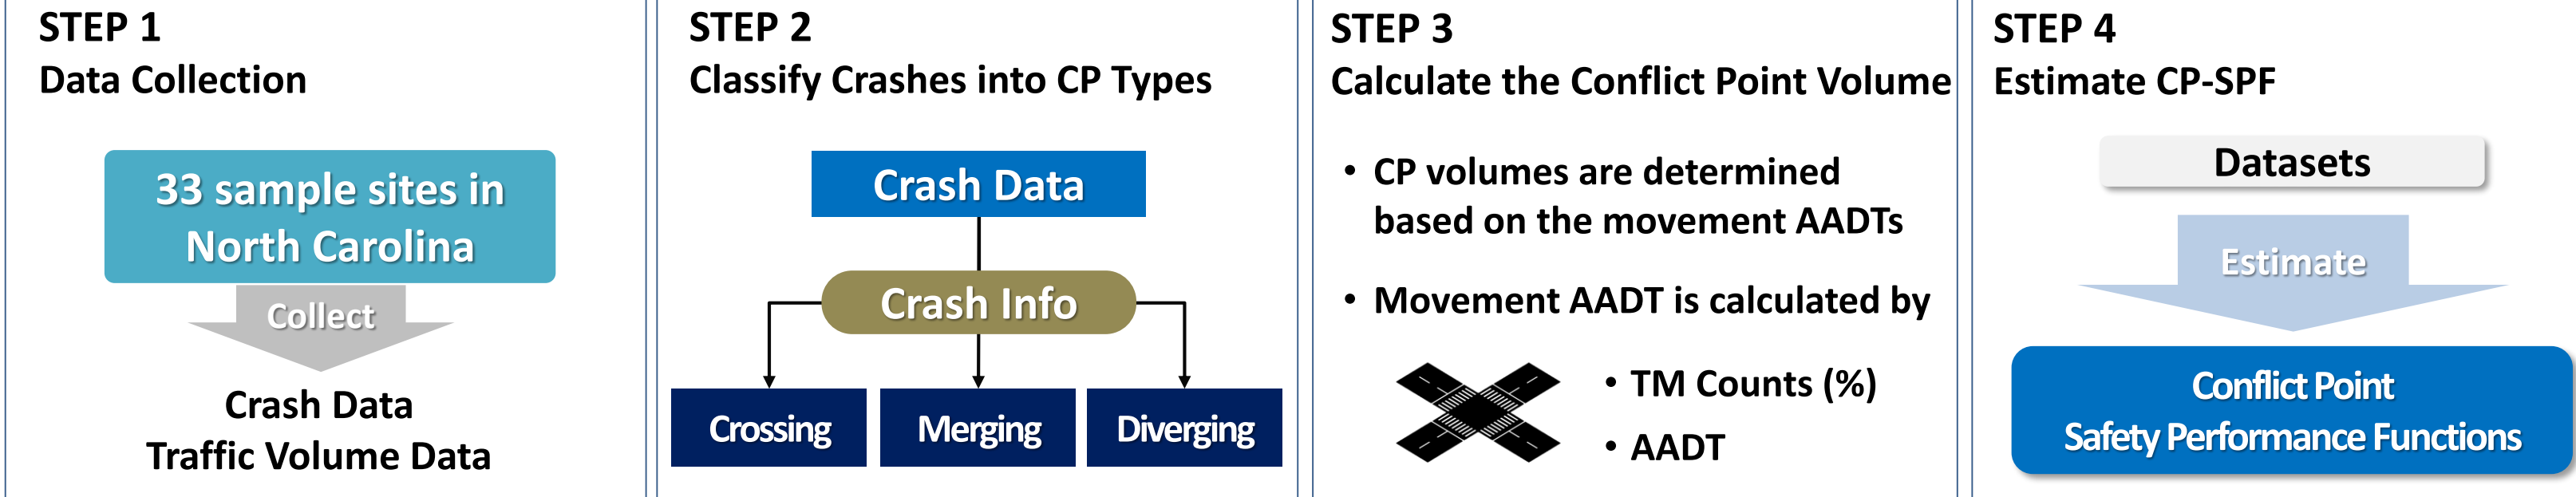 STEP 1
Data Collection
33 sample sites in
North Carolina
Collect
Crash Data
Traffic Volume Data
STEP 2
Classify Crashes into CP Types
Crash Data
Crash Info
Crossing
Merging
Diverging
STEP 3
Calculate the Conflict Point Volume
• CP volumes are determined
based on the movement AADTs
• Movement AADT is calculated by
• TM Counts (%)
• AADT
STEP 4
Estimate CP-SPF
Datasets
Estimate
Conflict Point
Safety Performance Functions